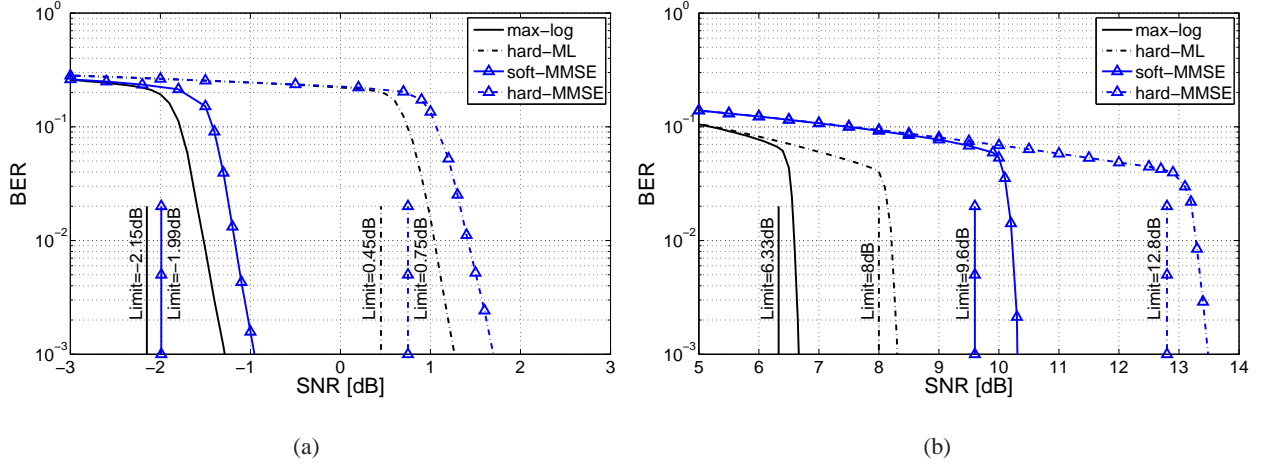 10^0
10^-1
10^-2
10^-3
BER
−3
−2
−1
0
1
2
3
SNR [dB]
max−log
hard−ML
soft−MMSE
hard−MMSE
Limit=−2.15dB
Limit=−1.99dB
Limit=0.45dB
Limit=0.75dB
(a)
10^0
10^-1
10^-2
10^-3
BER
5
6
7
8
9
10
11
12
13
14
SNR [dB]
max−log
hard−ML
soft−MMSE
hard−MMSE
Limit=6.33dB
Limit=8dB
Limit=9.6dB
Limit=12.8dB
(b)